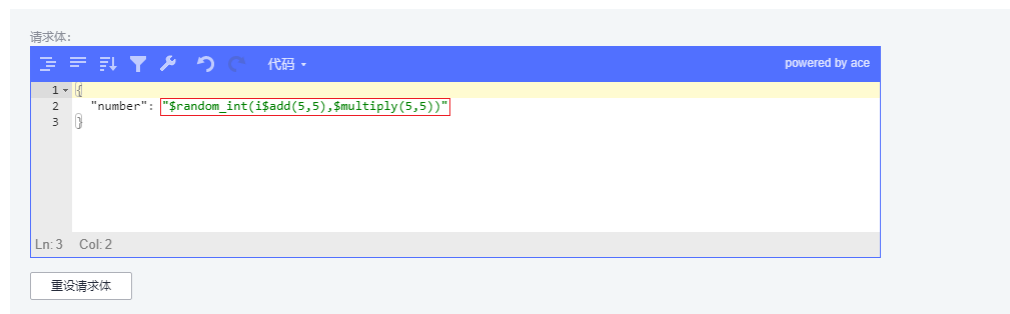 请求体:
代码
powered by ace
1 {
2 "number": "$random_int(i$add(5,5),$multiply(5,5))"
3 }
Ln: 3 Col: 2
重设请求体